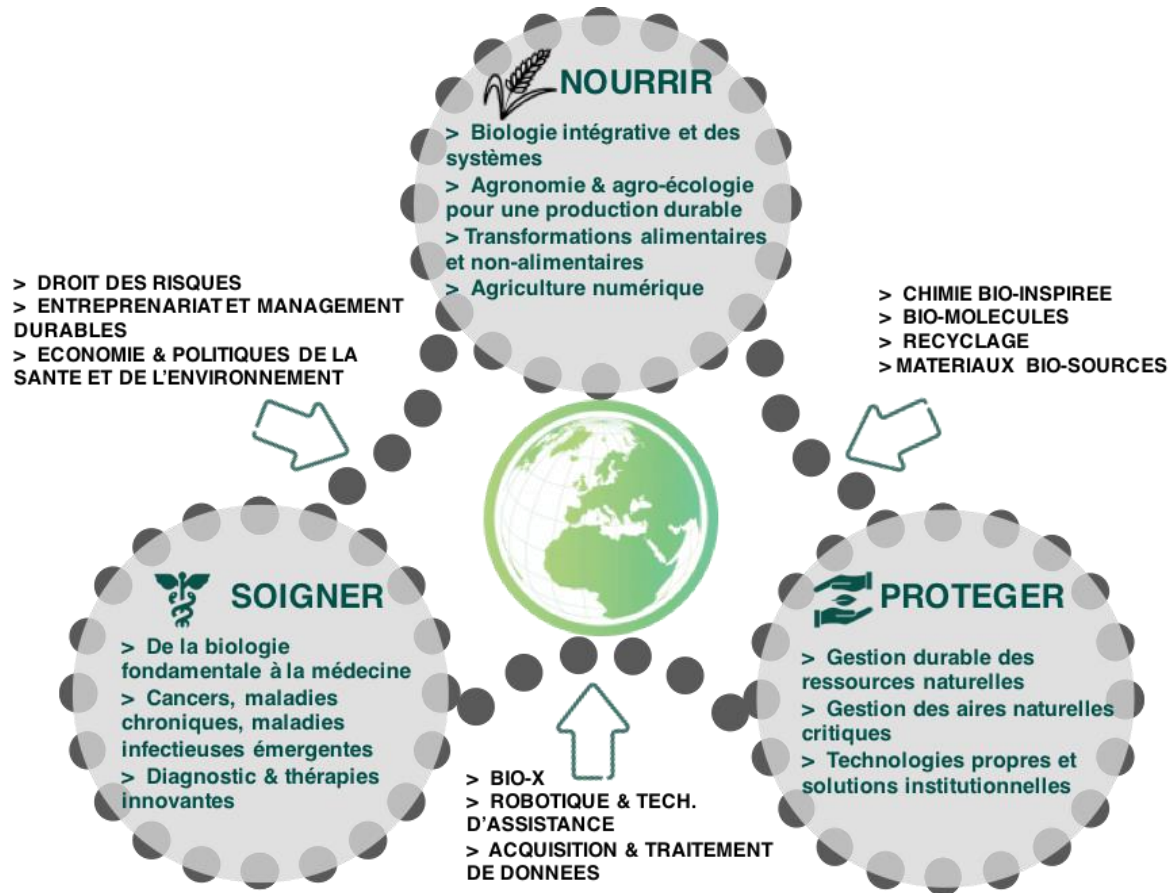 NOURRIR
> Biologie intégrative et des
systèmes
> Agronomie & agro-écologie
pour une production durable
> Transformations alimentaires
et non-alimentaires
> Agriculture numérique
> DROIT DES RISQUES
> ENTREPRENARIAT ET MANAGEMENT
DURABLES
> ECONOMIE & POLITIQUES DE LA
SANTE ET DE L'ENVIRONNEMENT
> CHIMIE BIO-INSPIREE
> BIO-MOLECULES
> RECYCLAGE
> MATERIAUX BIO-SOURCES
SOIGNER
> De la biologie
fondamentale à la médecine
> Cancers, maladies
chroniques, maladies
infectieuses émergentes
> Diagnostic & thérapies
innovantes
PROTEGER
> Gestion durable des
ressources naturelles
> Gestion des aires naturelles
critiques
> Technologies propres et
solutions institutionnelles
> BIO-X
> ROBOTIQUE & TECH.
D'ASSISTANCE
> ACQUISITION & TRAITEMENT
DE DONNEES